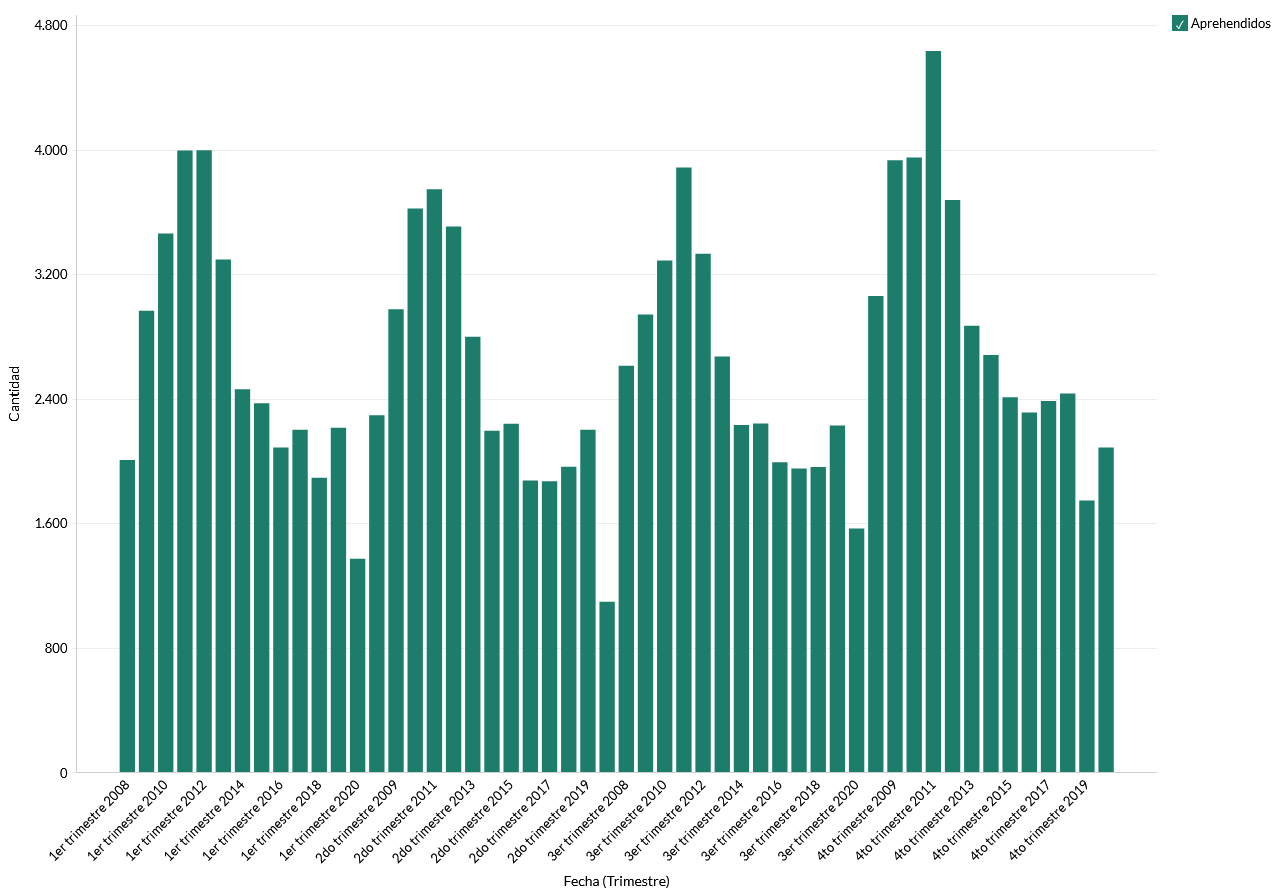 Aprehendidos
4.800
4.000
3.200
2.400
1.600
800
0
Cantidad
1er trimestre 2008
1er trimestre 2010
1er trimestre 2012
1er trimestre 2014
1er trimestre 2016
1er trimestre 2018
1er trimestre 2020
2do trimestre 2009
2do trimestre 2011
2do trimestre 2013
2do trimestre 2015
2do trimestre 2017
2do trimestre 2019
3er trimestre 2008
3er trimestre 2010
3er trimestre 2012
3er trimestre 2014
3er trimestre 2016
3er trimestre 2018
3er trimestre 2020
4to trimestre 2009
4to trimestre 2011
4to trimestre 2013
4to trimestre 2015
4to trimestre 2017
4to trimestre 2019
Fecha (Trimestre)